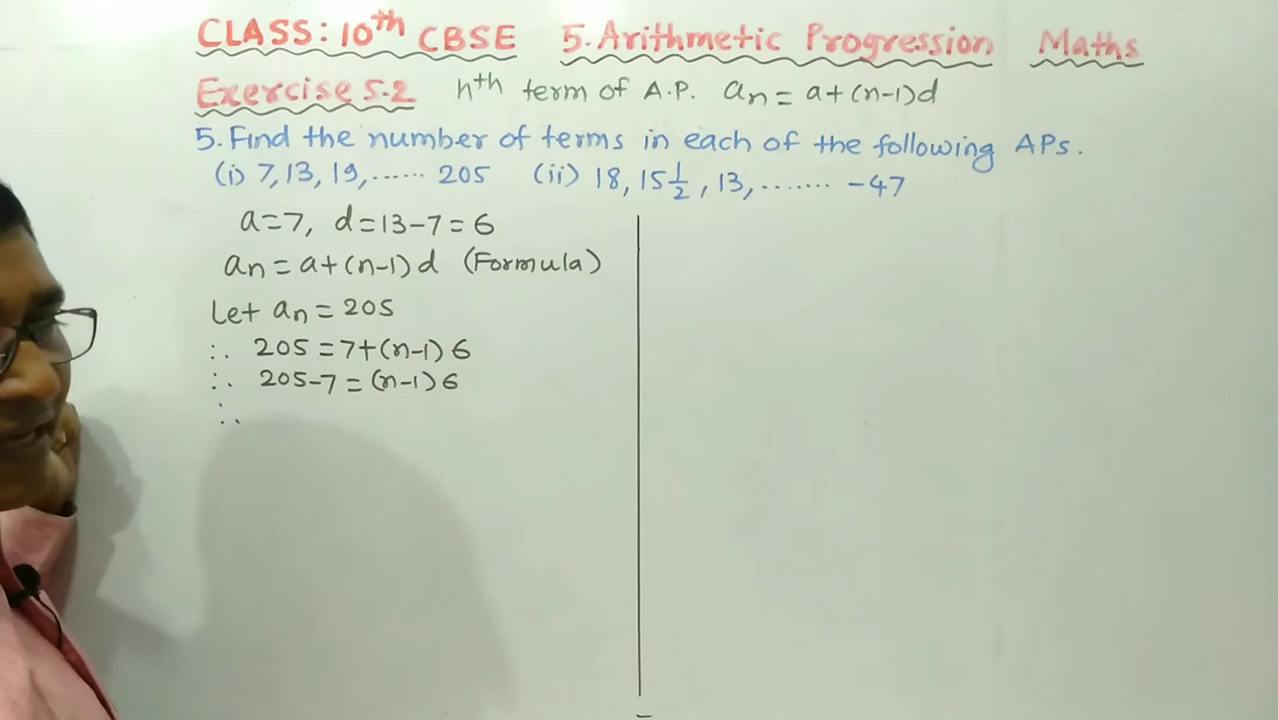 CLASS: 10th CBSE 5. Arithmetic Progression Maths
Exercise 5.2 nth term of A.P. an = a+(n-1)d
5. Find the number of terms in each of the following APs.
(i) 7, 13, 19, ...... 205 (ii) 18, 15 1/2, 13, ....... -47
a=7, d=13-7=6
an = a+(n-1)d (Formula)
Let an = 205
∴ 205 = 7+(n-1) 6
∴ 205-7 = (n-1) 6
∴